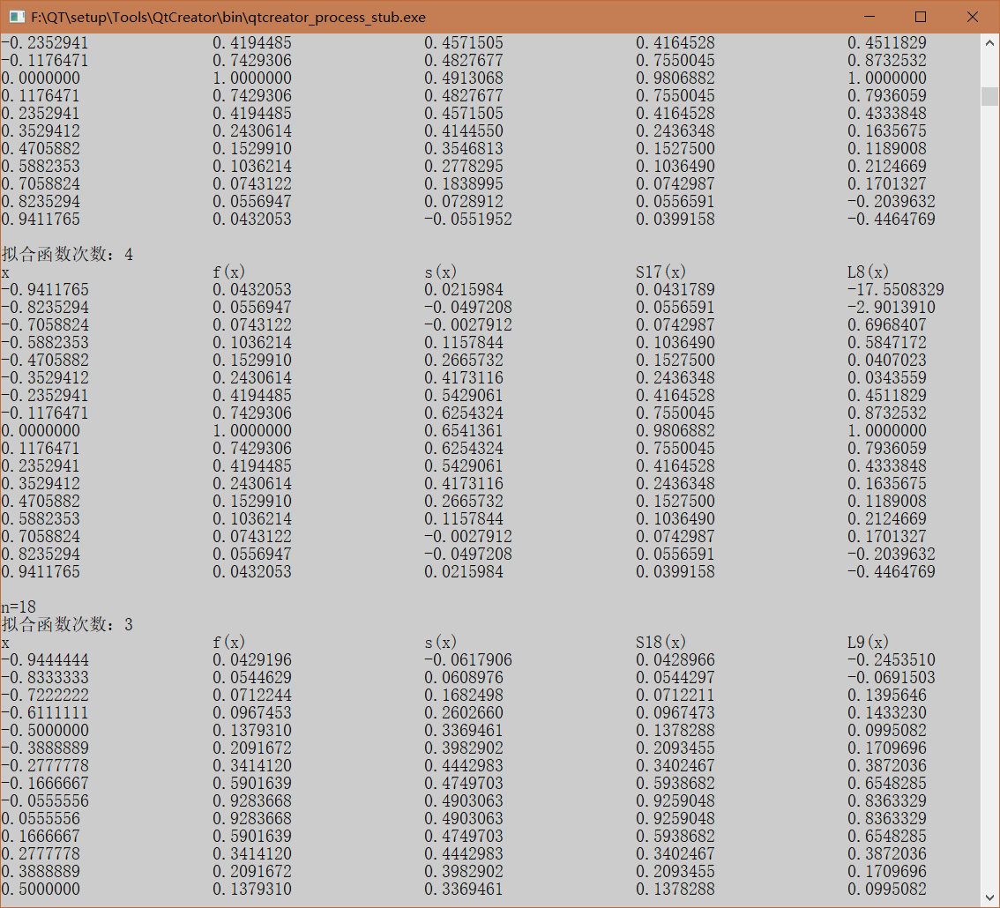 F:\QT\setup\Tools\QtCreator\bin\qtcreator_process_stub.exe
-0.2352941 0.4194485 0.4571505 0.4164528 0.4511829
-0.1176471 0.7429306 0.4827677 0.7550045 0.8732532
0.0000000 1.0000000 0.4913068 0.9806882 1.0000000
0.1176471 0.7429306 0.4827677 0.7550045 0.7936059
0.2352941 0.4194485 0.4571505 0.4164528 0.4333848
0.3529412 0.2430614 0.4144550 0.2436348 0.1635675
0.4705882 0.1529910 0.3546813 0.1527500 0.1189008
0.5882353 0.1036214 0.2778295 0.1036490 0.2124669
0.7058824 0.0743122 0.1838995 0.0742987 0.1701327
0.8235294 0.0556947 0.0728912 0.0556591 -0.2039632
0.9411765 0.0432053 -0.0551952 0.0399158 -0.4464769
拟合函数次数: 4
x f(x) s(x) S17(x) L8(x)
-0.9411765 0.0432053 0.0215984 0.0431789 -17.5508329
-0.8235294 0.0556947 -0.0497208 0.0556591 -2.9013910
-0.7058824 0.0743122 -0.0027912 0.0742987 0.6968407
-0.5882353 0.1036214 0.1157844 0.1036490 0.5847172
-0.4705882 0.1529910 0.2665732 0.1527500 0.0407023
-0.3529412 0.2430614 0.4173116 0.2436348 0.0343559
-0.2352941 0.4194485 0.5429061 0.4164528 0.4511829
-0.1176471 0.7429306 0.6254324 0.7550045 0.8732532
0.0000000 1.0000000 0.6541361 0.9806882 1.0000000
0.1176471 0.7429306 0.6254324 0.7550045 0.7936059
0.2352941 0.4194485 0.5429061 0.4164528 0.4333848
0.3529412 0.2430614 0.4173116 0.2436348 0.1635675
0.4705882 0.1529910 0.2665732 0.1527500 0.1189008
0.5882353 0.1036214 0.1157844 0.1036490 0.2124669
0.7058824 0.0743122 -0.0027912 0.0742987 0.1701327
0.8235294 0.0556947 -0.0497208 0.0556591 -0.2039632
0.9411765 0.0432053 0.0215984 0.0399158 -0.4464769
n=18
拟合函数次数: 3
x f(x) s(x) S18(x) L9(x)
-0.9444444 0.0429196 -0.0617906 0.0428966 -0.2453510
-0.8333333 0.0544629 0.0608976 0.0544297 -0.0691503
-0.7222222 0.0712244 0.1682498 0.0712211 0.1395646
-0.6111111 0.0967453 0.2602660 0.0967473 0.1433230
-0.5000000 0.1379310 0.3369461 0.1378288 0.0995082
-0.3888889 0.2091672 0.3982902 0.2093455 0.1709696
-0.2777778 0.3414120 0.4442983 0.3402467 0.3872036
-0.1666667 0.5901639 0.4749703 0.5938682 0.6548285
-0.0555556 0.9283668 0.4903063 0.9259048 0.8363329
0.0555556 0.9283668 0.4903063 0.9259048 0.8363329
0.1666667 0.5901639 0.4749703 0.5938682 0.6548285
0.2777778 0.3414120 0.4442983 0.3402467 0.3872036
0.3888889 0.2091672 0.3982902 0.2093455 0.1709696
0.5000000 0.1379310 0.3369461 0.1378288 0.0995082